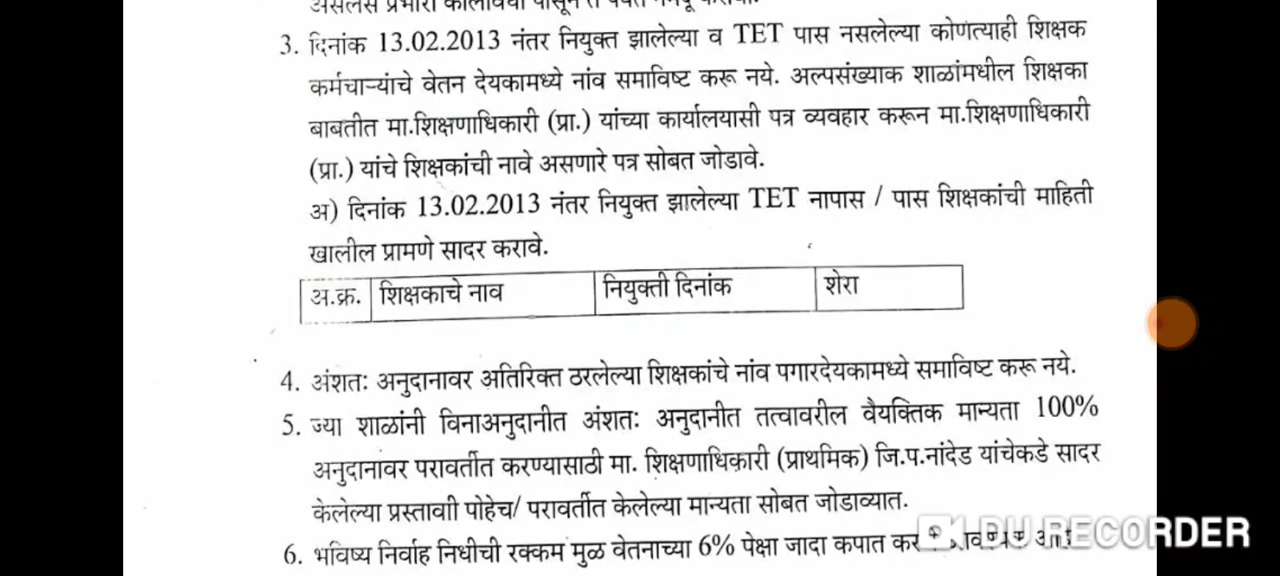 3. दिनांक 13.02.2013 नंतर नियुक्त झालेल्या व TET पास नसलेल्या कोणत्याही शिक्षक
कर्मचाऱ्यांचे वेतन देयकामध्ये नांव समाविष्ट करू नये. अल्पसंख्याक शाळांमधील शिक्षका
बाबतीत मा.शिक्षणाधिकारी (प्रा.) यांच्या कार्यालयासी पत्र व्यवहार करून मा.शिक्षणाधिकारी
(प्रा.) यांचे शिक्षकांची नावे असणारे पत्र सोबत जोडावे.
अ) दिनांक 13.02.2013 नंतर नियुक्त झालेल्या TET नापास / पास शिक्षकांची माहिती
खालील प्रामणे सादर करावे.
अ.क्र. शिक्षकाचे नाव नियुक्ती दिनांक शेरा
4. अंशतः अनुदानावर अतिरिक्त ठरलेल्या शिक्षकांचे नांव पगारदेयकामध्ये समाविष्ट करू नये.
5. ज्या शाळांनी विनाअनुदानीत अंशतः अनुदानीत तत्वावरील वैयक्तिक मान्यता 100%
अनुदानावर परावर्तीत करण्यासाठी मा. शिक्षणाधिकारी (प्राथमिक) जि.प.नांदेड यांचेकडे सादर
केलेल्या प्रस्तावाी पोहेच/ परावर्तीत केलेल्या मान्यता सोबत जोडाव्यात.
6. भविष्य निर्वाह निधीची रक्कम मुळ वेतनाच्या 6% पेक्षा जादा कपात
DU RECORDER